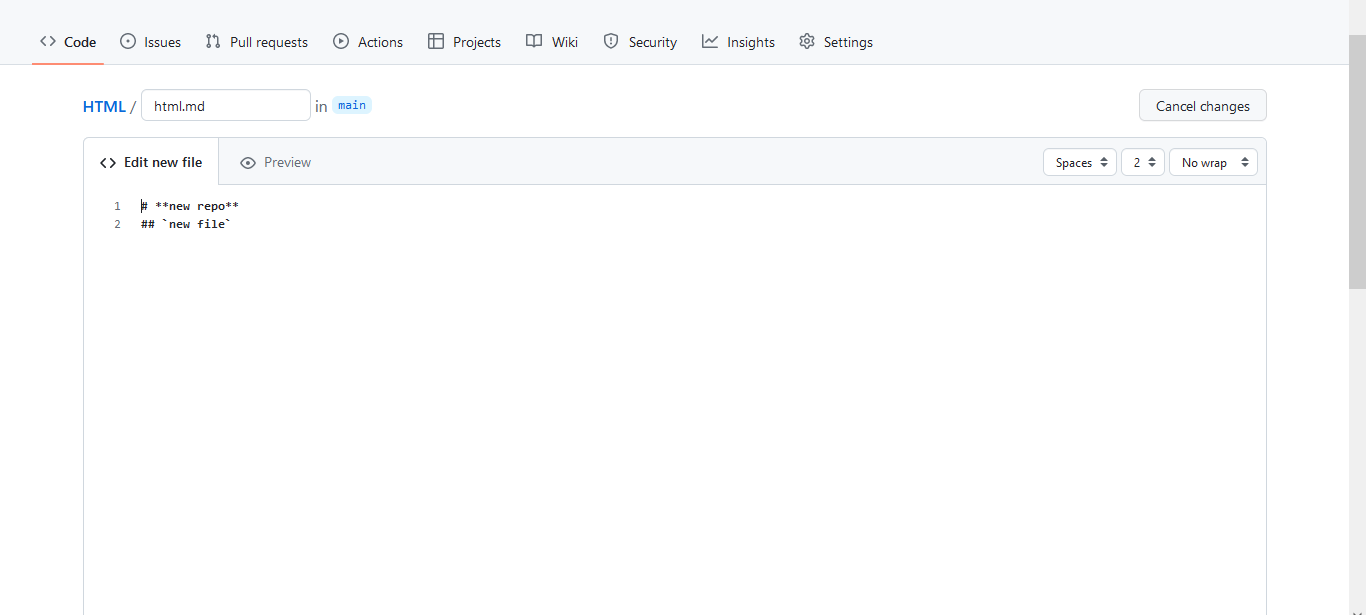 Code Issues Pull requests Actions Projects Wiki Security Insights Settings
HTML / html.md in main Cancel changes
Edit new file Preview Spaces 2 No wrap
1 # **new repo**
2 ## `new file`